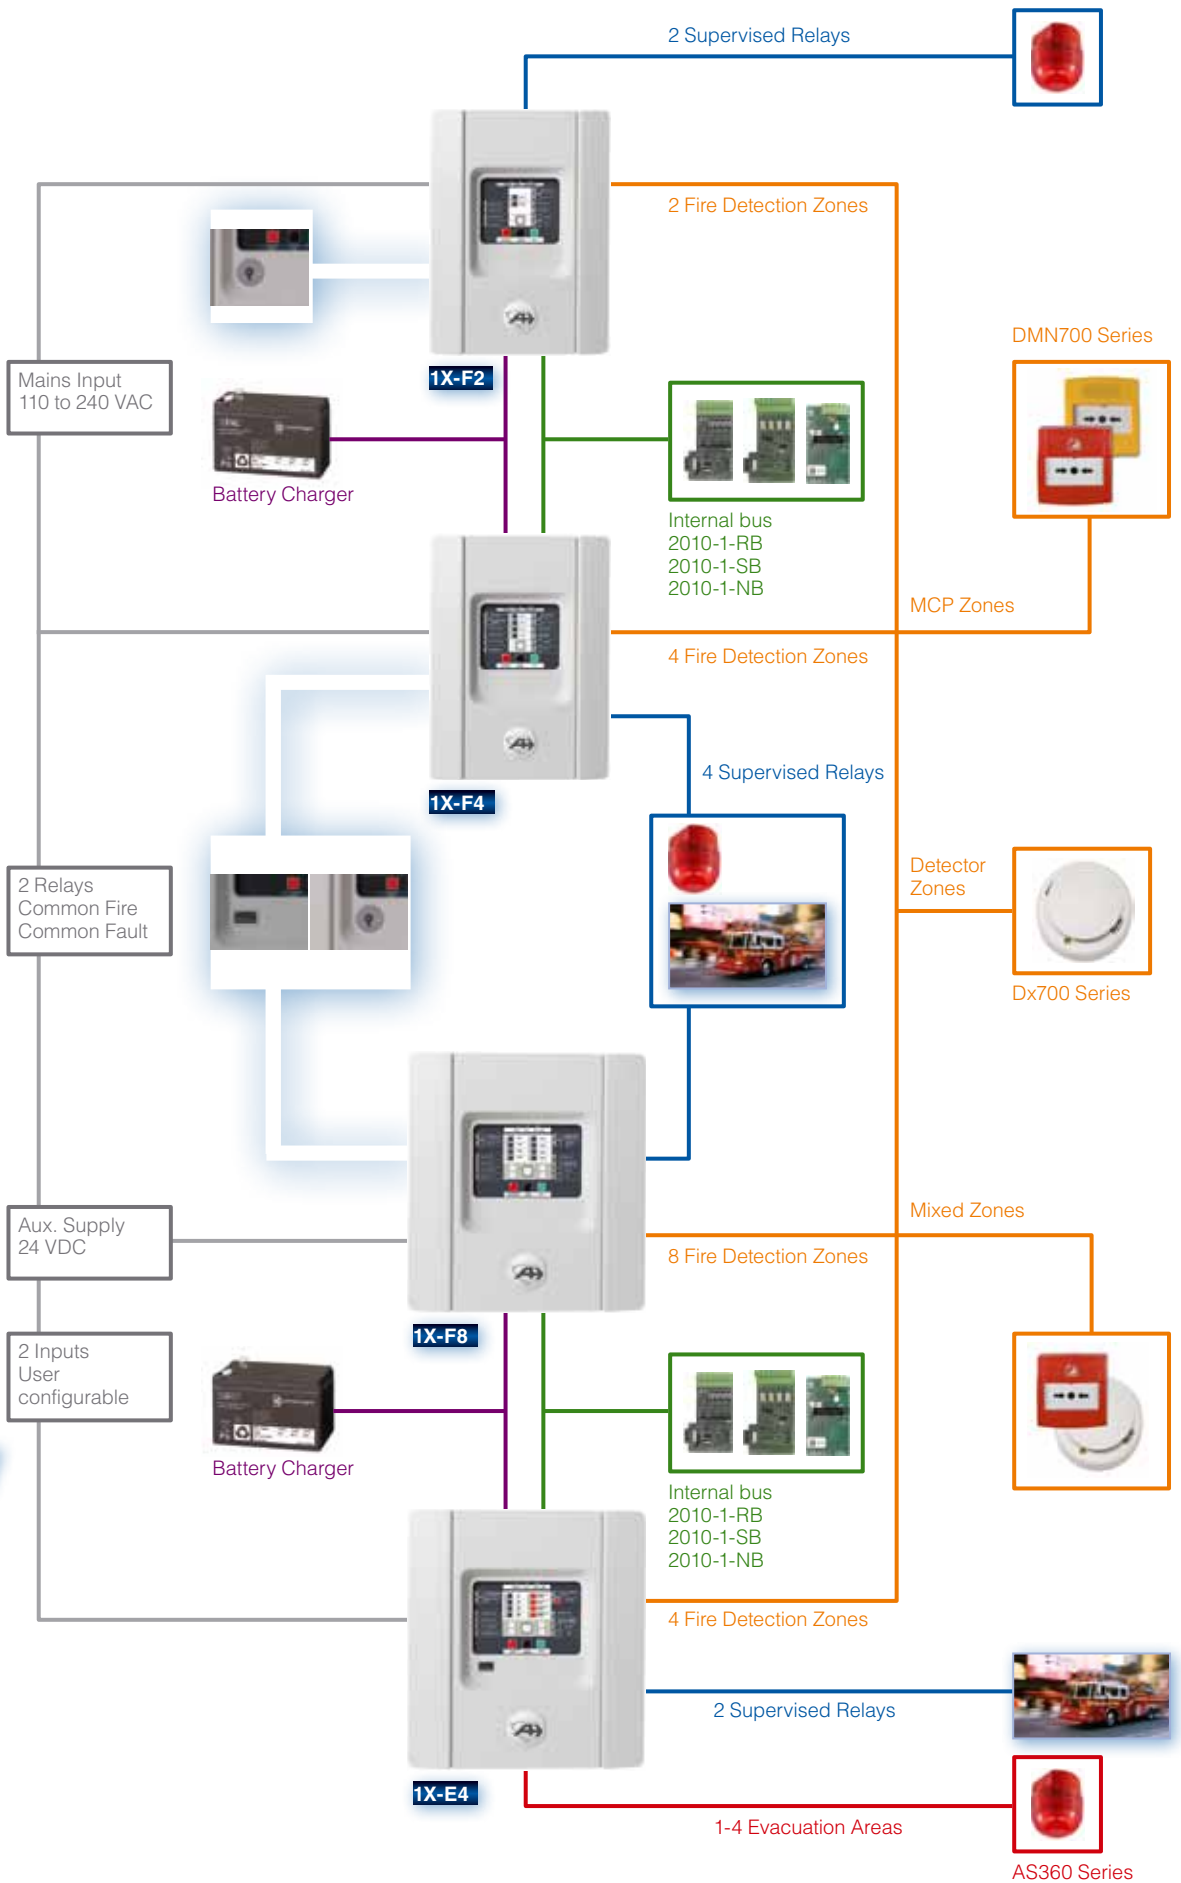 2 Supervised Relays
2 Fire Detection Zones
1X-F2
DMN700 Series
Mains Input
110 to 240 VAC
Battery Charger
Internal bus
2010-1-RB
2010-1-SB
2010-1-NB
MCP Zones
4 Fire Detection Zones
4 Supervised Relays
1X-F4
2 Relays
Common Fire
Common Fault
Detector
Zones
Dx700 Series
Mixed Zones
Aux. Supply
24 VDC
8 Fire Detection Zones
1X-F8
2 Inputs
User
configurable
Battery Charger
Internal bus
2010-1-RB
2010-1-SB
2010-1-NB
4 Fire Detection Zones
2 Supervised Relays
1X-E4
1-4 Evacuation Areas
AS360 Series